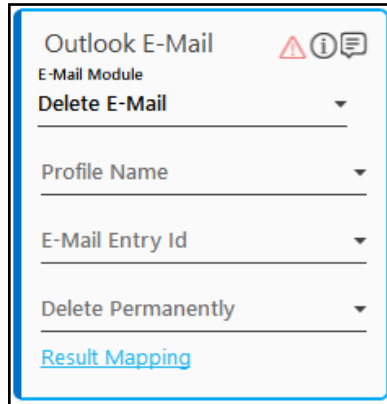 Outlook E-Mail
E-Mail Module
Delete E-Mail
Profile Name
E-Mail Entry Id
Delete Permanently
Result Mapping